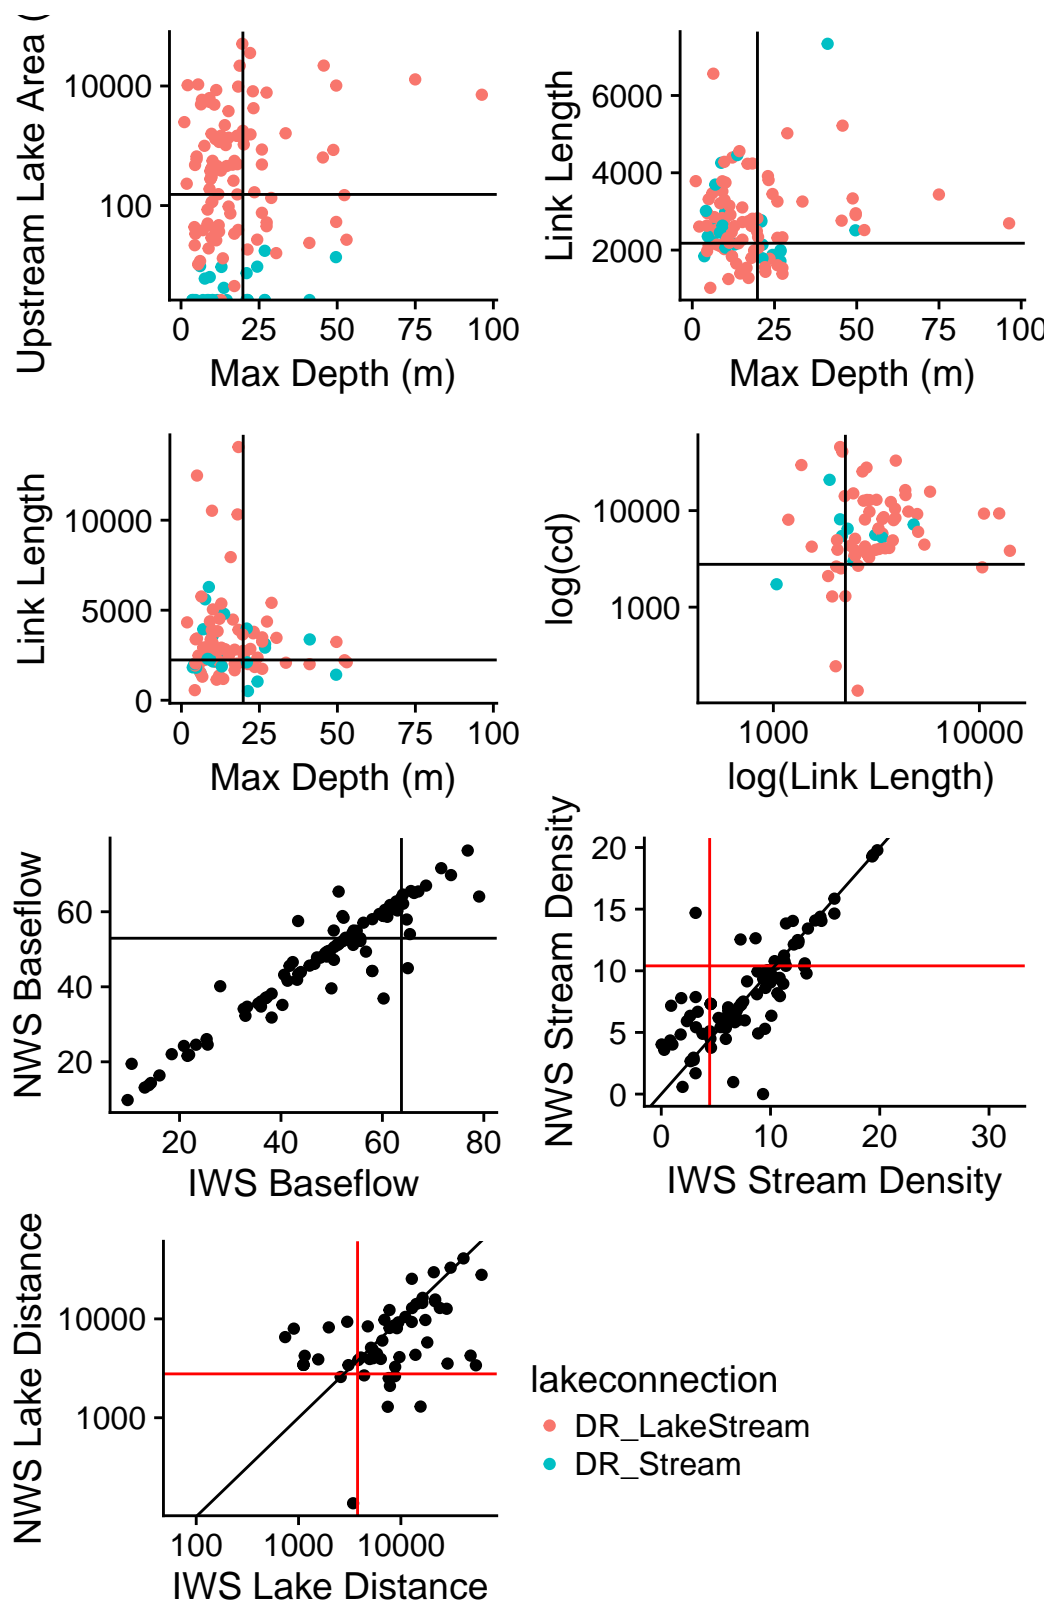 Upstream Lake Area (
10000
100
0 25 50 75 100
Max Depth (m)
Link Length
6000
4000
2000
0 25 50 75 100
Max Depth (m)
Link Length
10000
5000
0
0 25 50 75 100
Max Depth (m)
log(cd)
10000
1000
1000 10000
log(Link Length)
NWS Baseflow
60
40
20
20 40 60 80
IWS Baseflow
NWS Stream Density
20
15
10
5
0
0 10 20 30
IWS Stream Density
NWS Lake Distance
10000
1000
100 1000 10000
IWS Lake Distance
lakeconnection
DR_LakeStream
DR_Stream